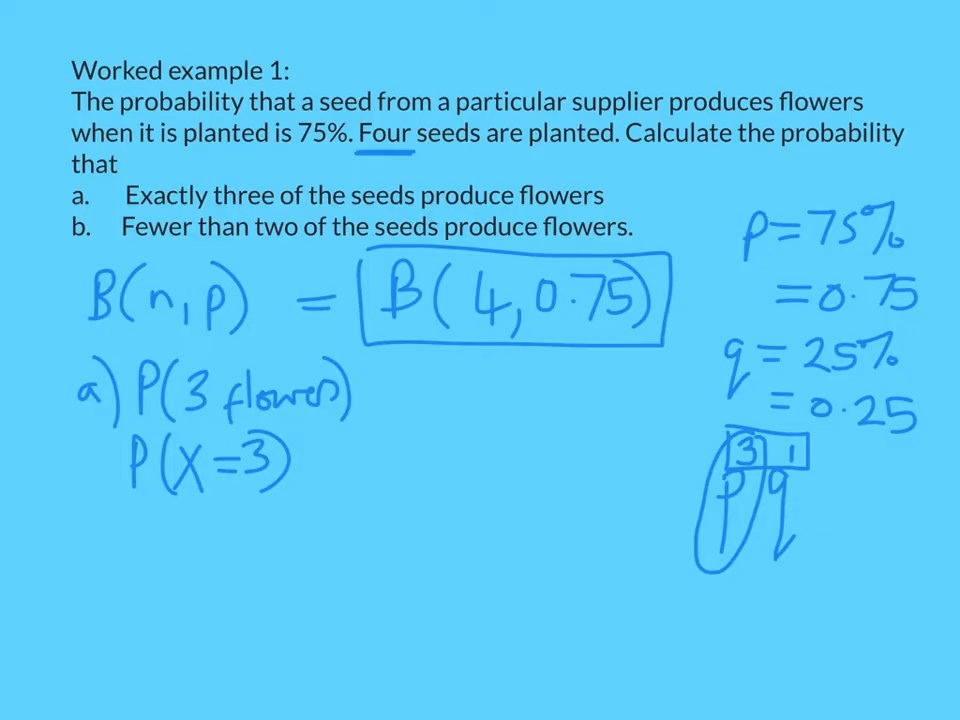 Worked example 1:
The probability that a seed from a particular supplier produces flowers
when it is planted is 75%. Four seeds are planted. Calculate the probability
that
a. Exactly three of the seeds produce flowers
b. Fewer than two of the seeds produce flowers.
p = 75%
= 0.75
B(n, p) = B(4, 0.75)
q = 25%
= 0.25
a) P(3 flowers)
P(X = 3)
3 1
p q